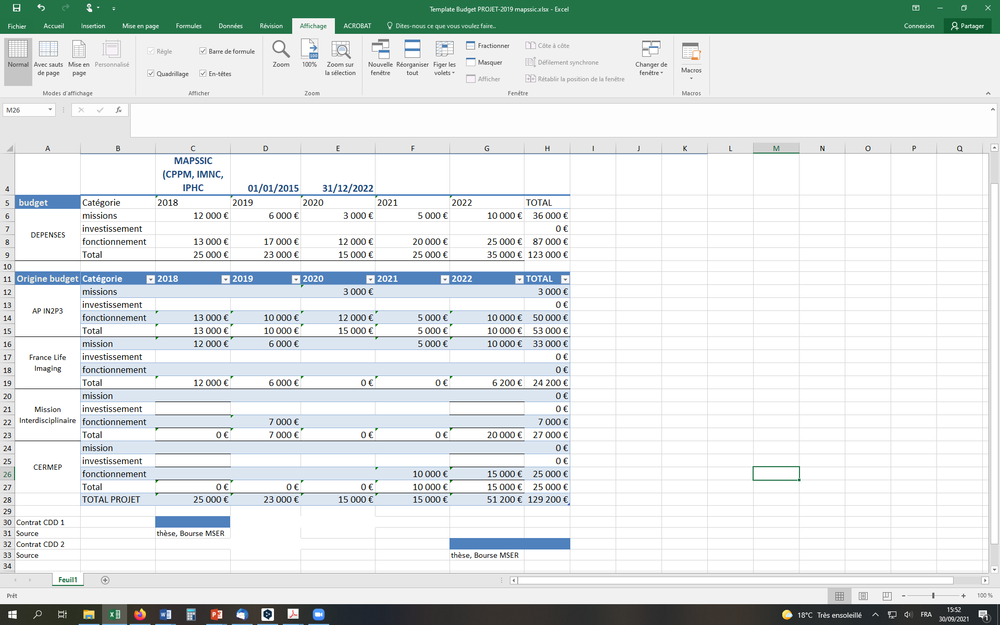 Template Budget PROJET-2019 mapssic.xlsx - Excel
Fichier Accueil Insertion Mise en page Formules Données Révision Affichage ACROBAT Dites-nous ce que vous voulez faire.. Connexion Partager
Normal Avec sauts de page Mise en page Personnalisé
Modes d'affichage
Règle Barre de formule
Quadrillage En-têtes
Afficher
Zoom 100% Zoom sur la sélection
100
Zoom
Nouvelle fenêtre Réorganiser tout Figer les volets
Fractionner
Masquer
Afficher
Côte à côte
Défilement synchrone
Rétablir la position de la fenêtre
Changer de fenêtre
Fenêtre
Macros
Macros
M26 fx
A B C D E F G H I J K L M N O P Q
MAPSSIC
(CPPM, IMNC,
4 IPHC 01/01/2015 31/12/2022
5 budget Catégorie 2018 2019 2020 2021 2022 TOTAL
6 missions 12 000 € 6 000 € 3 000 € 5 000 € 10 000 € 36 000 €
7 investissement 0 €
DEPENSES
8 fonctionnement 13 000 € 17 000 € 12 000 € 20 000 € 25 000 € 87 000 €
9 Total 25 000 € 23 000 € 15 000 € 25 000 € 35 000 € 123 000 €
10
11 Origine budget Catégorie 2018 2019 2020 2021 2022 TOTAL
12 missions 3 000 € 3 000 €
13 investissement 0 €
AP IN2P3
14 fonctionnement 13 000 € 10 000 € 12 000 € 5 000 € 10 000 € 50 000 €
15 Total 13 000 € 10 000 € 15 000 € 5 000 € 10 000 € 53 000 €
16 mission 12 000 € 6 000 € 5 000 € 10 000 € 33 000 €
17 France Life investissement 0 €
18 Imaging fonctionnement 0 €
19 Total 12 000 € 6 000 € 0 € 0 € 6 200 € 24 200 €
20 mission 0 €
21 Mission investissement 0 €
22 Interdisciplinaire fonctionnement 7 000 € 7 000 €
23 Total 0 € 7 000 € 0 € 0 € 20 000 € 27 000 €
24 mission 0 €
25 investissement 0 €
CERMEP
26 fonctionnement 10 000 € 15 000 € 25 000 €
27 Total 0 € 0 € 0 € 10 000 € 15 000 € 25 000 €
28 TOTAL PROJET 25 000 € 23 000 € 15 000 € 15 000 € 51 200 € 129 200 €
29
30 Contrat CDD 1
31 Source thèse, Bourse MSER
32 Contrat CDD 2
33 Source thèse, Bourse MSER
34
Feuil1
Prêt 100 %
18°C Très ensoleillé FRA 15:52
30/09/2021 1